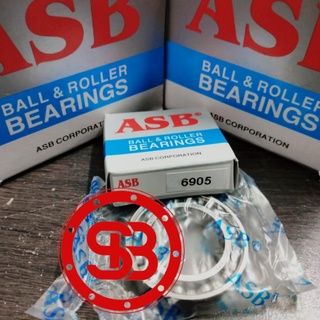 ASB
BALL & ROLLER
BEARINGS
ASB CORPORATION
ASB
BALL & ROLLER
BEARINGS
ASB CORPORATION
ASB
BALL & ROLLER
BEARINGS
ASB CORPORATION
ASB
6905
SB
ASB